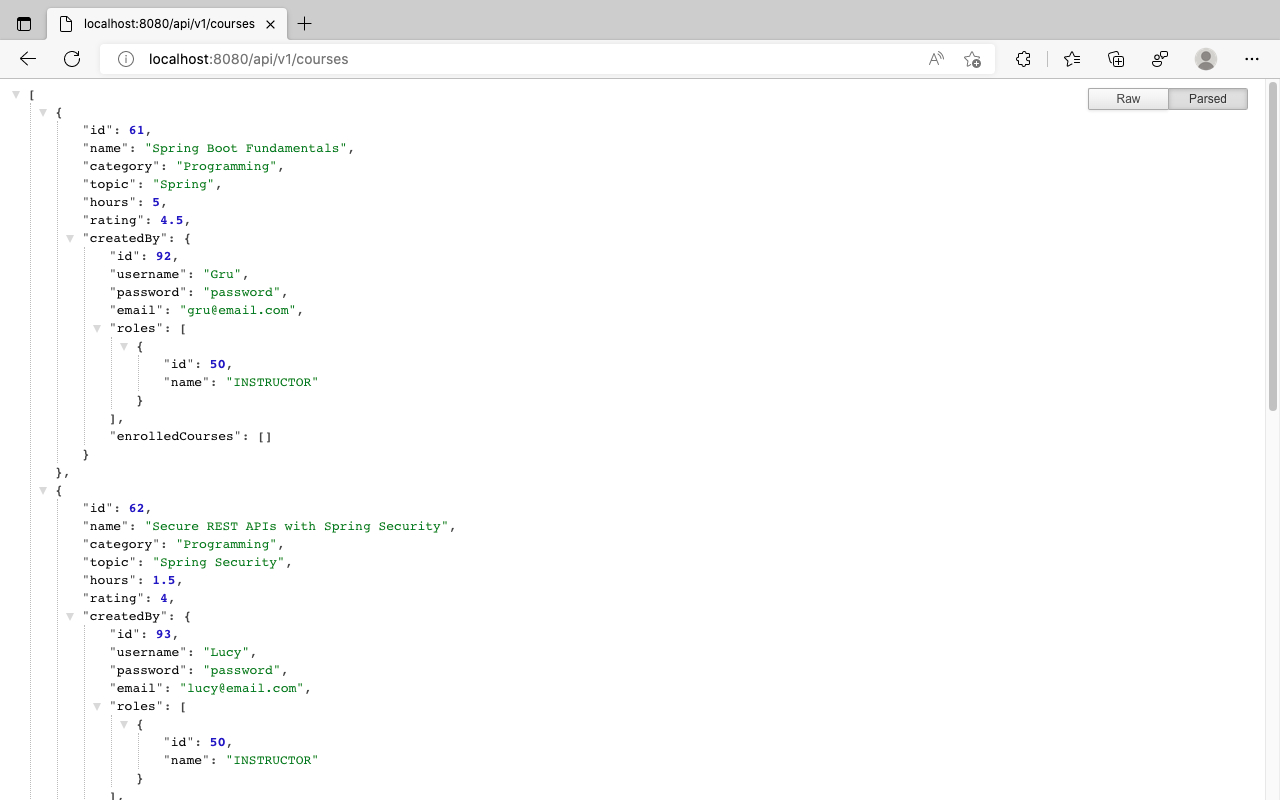 localhost:8080/api/v1/courses
localhost:8080/api/v1/courses
Raw
Parsed
[
{
"id": 61,
"name": "Spring Boot Fundamentals",
"category": "Programming",
"topic": "Spring",
"hours": 5,
"rating": 4.5,
"createdBy": {
"id": 92,
"username": "Gru",
"password": "password",
"email": "gru@email.com",
"roles": [
{
"id": 50,
"name": "INSTRUCTOR"
}
],
"enrolledCourses": []
}
},
{
"id": 62,
"name": "Secure REST APIs with Spring Security",
"category": "Programming",
"topic": "Spring Security",
"hours": 1.5,
"rating": 4,
"createdBy": {
"id": 93,
"username": "Lucy",
"password": "password",
"email": "lucy@email.com",
"roles": [
{
"id": 50,
"name": "INSTRUCTOR"
}
],